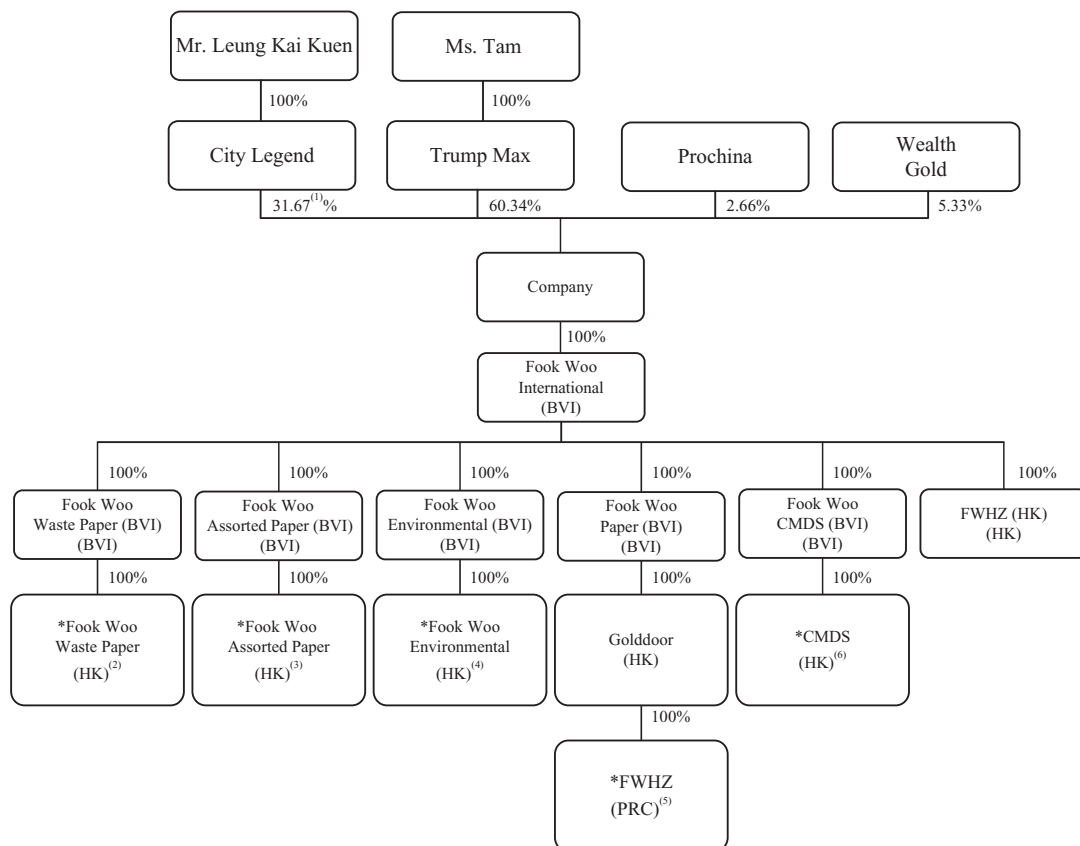 Mr. Leung Kai Kuen
Ms. Tam
100%
100%
City Legend
Trump Max
Prochina
Wealth
Gold
31.67(1)%
60.34%
2.66%
5.33%
Company
100%
Fook Woo
International
(BVI)
100%
100%
100%
100%
100%
100%
Fook Woo
Waste Paper (BVI)
(BVI)
Fook Woo
Assorted Paper (BVI)
(BVI)
Fook Woo
Environmental (BVI)
(BVI)
Fook Woo
Paper (BVI)
(BVI)
Fook Woo
CMDS (BVI)
(BVI)
FWHZ (HK)
(HK)
100%
100%
100%
100%
100%
*Fook Woo
Waste Paper
(HK)(2)
*Fook Woo
Assorted Paper
(HK)(3)
*Fook Woo
Environmental
(HK)(4)
Golddoor
(HK)
*CMDS
(HK)(6)
100%
*FWHZ
(PRC)(5)